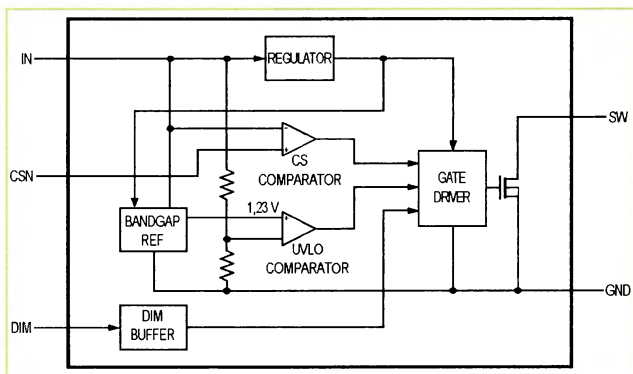 IN
REGULATOR
SW
-
+
CS
COMPARATOR
CSN
GATE
DRIVER
1,23 V
+
BANDGAP
REF
-
UVLO
COMPARATOR
GND
DIM
DIM
BUFFER